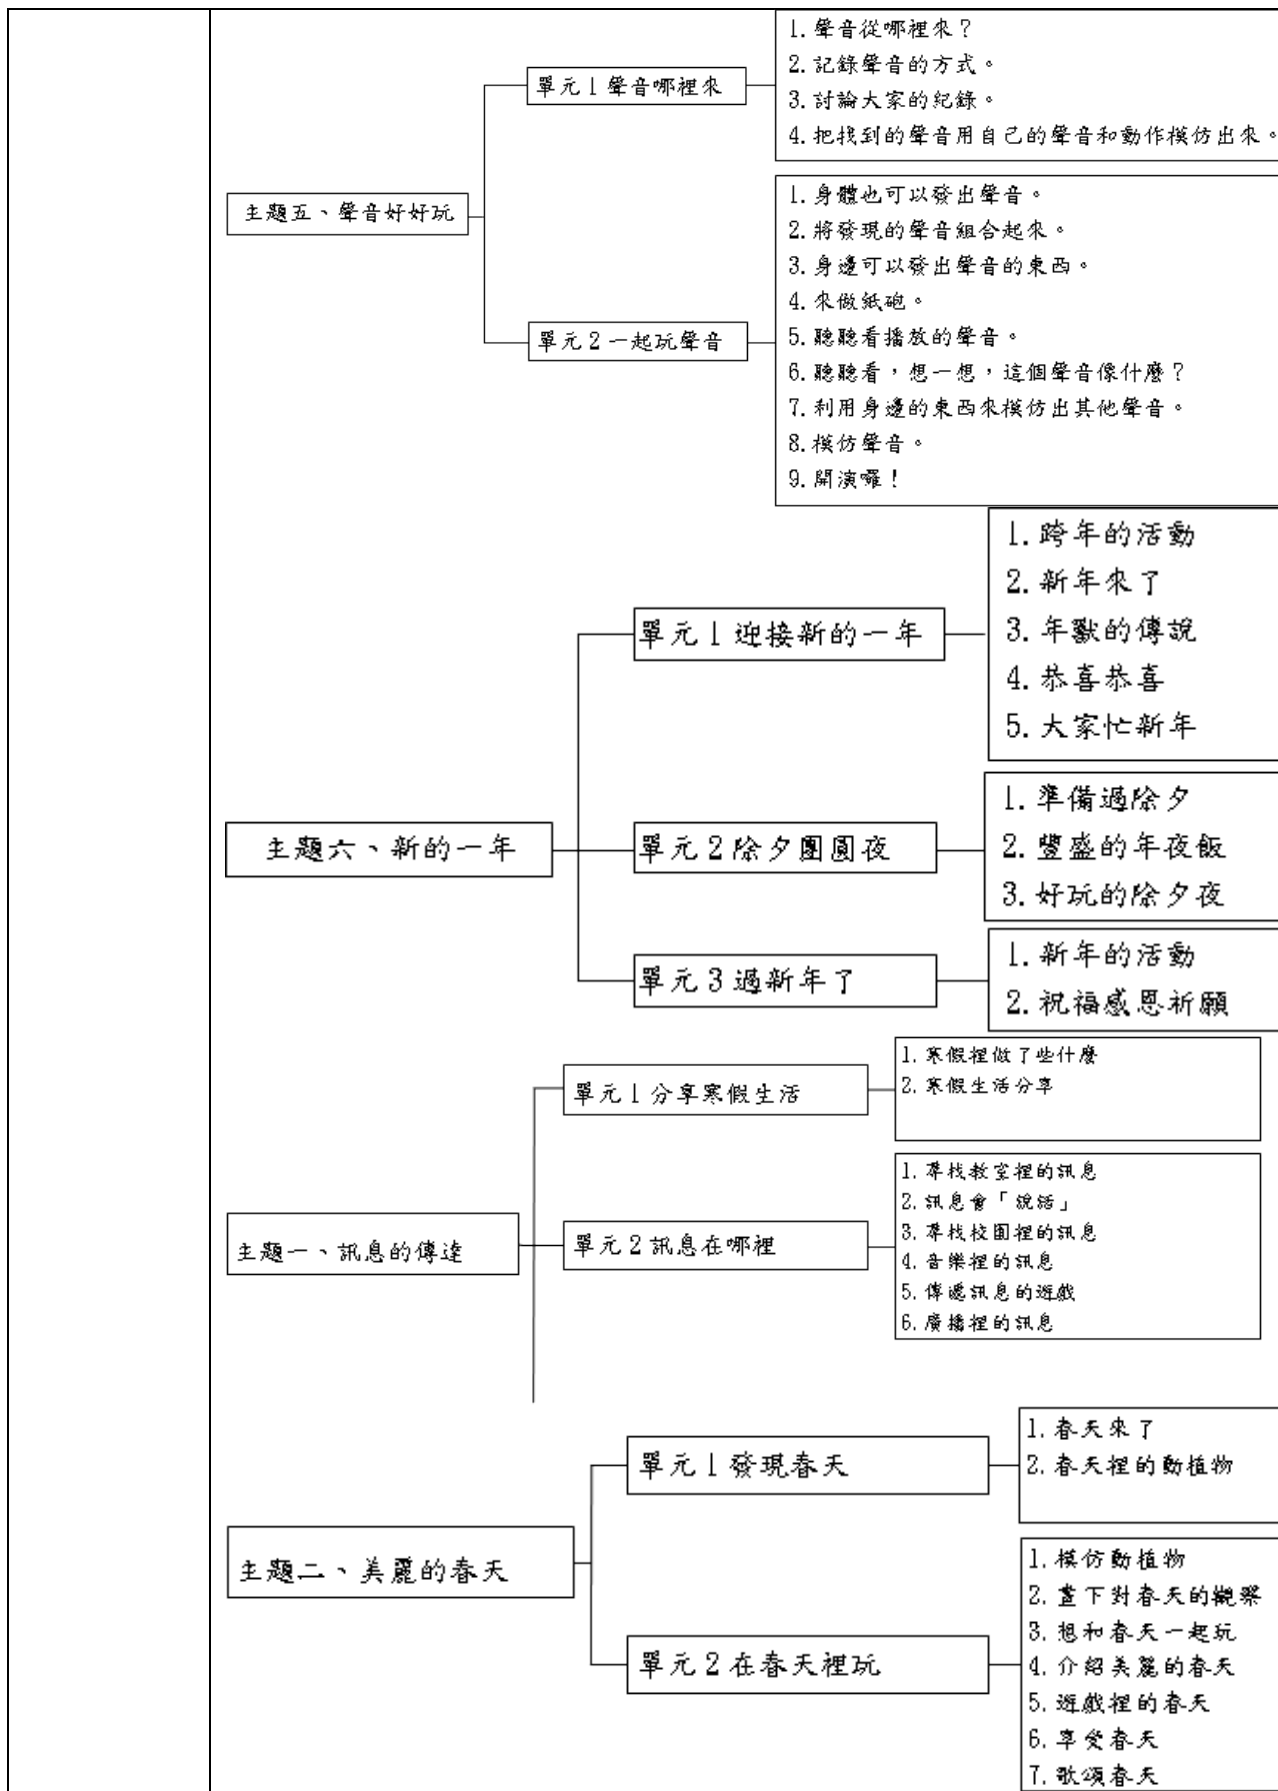 主題五、聲音好好玩
單元1聲音哪裡來
1.聲音從哪裡來？
2.記錄聲音的方式。
3.討論大家的紀錄。
4.把找到的聲音用自己的聲音和動作模仿出來。
單元2一起玩聲音
1.身體也可以發出聲音。
2.將發現的聲音組合起來。
3.身邊可以發出聲音的東西。
4.來做紙砲。
5.聽聽看播放的聲音。
6.聽聽看，想一想，這個聲音像什麼？
7.利用身邊的東西來模仿出其他聲音。
8.模仿聲音。
9.開演囉！
主題六、新的一年
單元1迎接新的一年
1.跨年的活動
2.新年來了
3.年獸的傳說
4.恭喜恭喜
5.大家忙新年
單元2除夕團圓夜
1.準備過除夕
2.豐盛的年夜飯
3.好玩的除夕夜
單元3過新年了
1.新年的活動
2.祝福感恩祈願
主題一、訊息的傳達
單元1分享寒假生活
1.寒假裡做了些什麼
2.寒假生活分享
單元2訊息在哪裡
1.尋找教室裡的訊息
2.訊息會「說話」
3.尋找校園裡的訊息
4.音樂裡的訊息
5.傳遞訊息的遊戲
6.廣播裡的訊息
主題二、美麗的春天
單元1發現春天
1.春天來了
2.春天裡的動植物
單元2在春天裡玩
1.模仿動植物
2.畫下對春天的觀察
3.想和春天一起玩
4.介紹美麗的春天
5.遊戲裡的春天
6.享受春天
7.歌頌春天